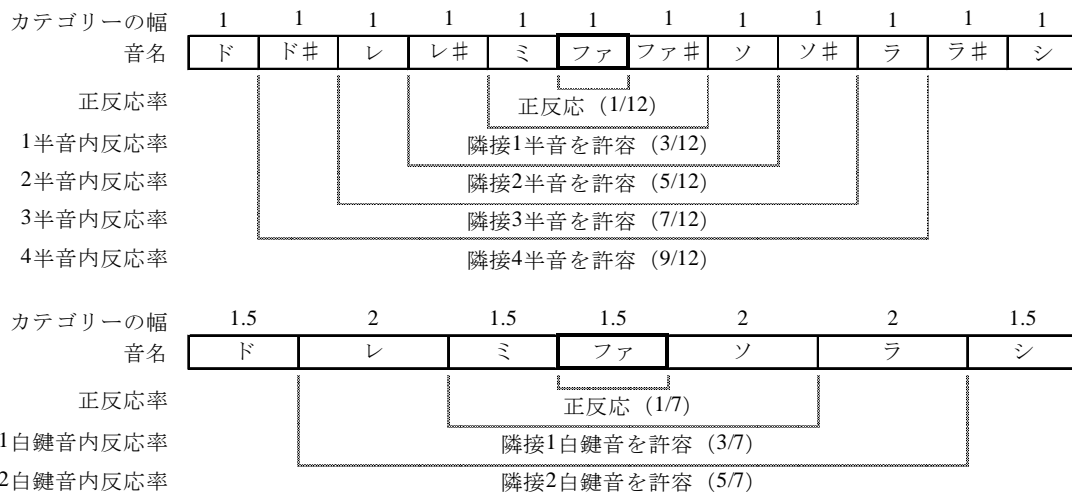 カテゴリーの幅 1 1 1 1 1 1 1 1 1 1 1 1
音名 ド ド♯ レ レ♯ ミ ファ ファ♯ ソ ソ♯ ラ ラ♯ シ
正反応率 正反応 (1/12)
1半音内反応率 隣接1半音を許容 (3/12)
2半音内反応率 隣接2半音を許容 (5/12)
3半音内反応率 隣接3半音を許容 (7/12)
4半音内反応率 隣接4半音を許容 (9/12)
カテゴリーの幅 1.5 2 1.5 1.5 2 2 1.5
音名 ド レ ミ ファ ソ ラ シ
正反応率 正反応 (1/7)
1白鍵音内反応率 隣接1白鍵音を許容 (3/7)
2白鍵音内反応率 隣接2白鍵音を許容 (5/7)